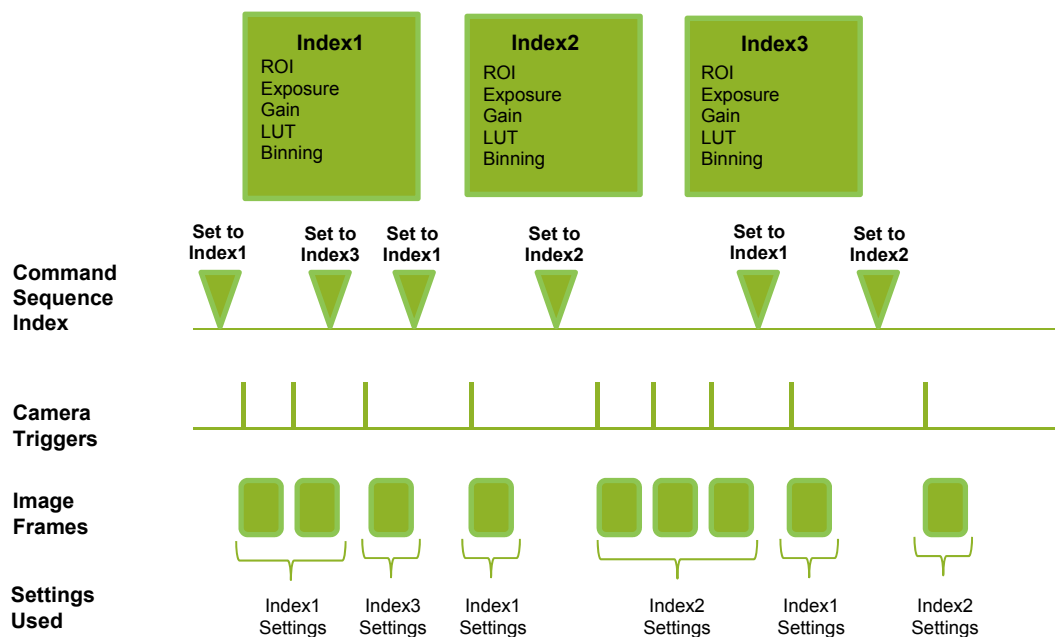 Index1
ROI
Exposure
Gain
LUT
Binning
Index2
ROI
Exposure
Gain
LUT
Binning
Index3
ROI
Exposure
Gain
LUT
Binning
Command
Sequence
Index
Set to
Index1
Set to
Index3
Set to
Index1
Set to
Index2
Set to
Index1
Set to
Index2
Camera
Triggers
Image
Frames
Settings
Used
Index1
Settings
Index3
Settings
Index1
Settings
Index2
Settings
Index1
Settings
Index2
Settings